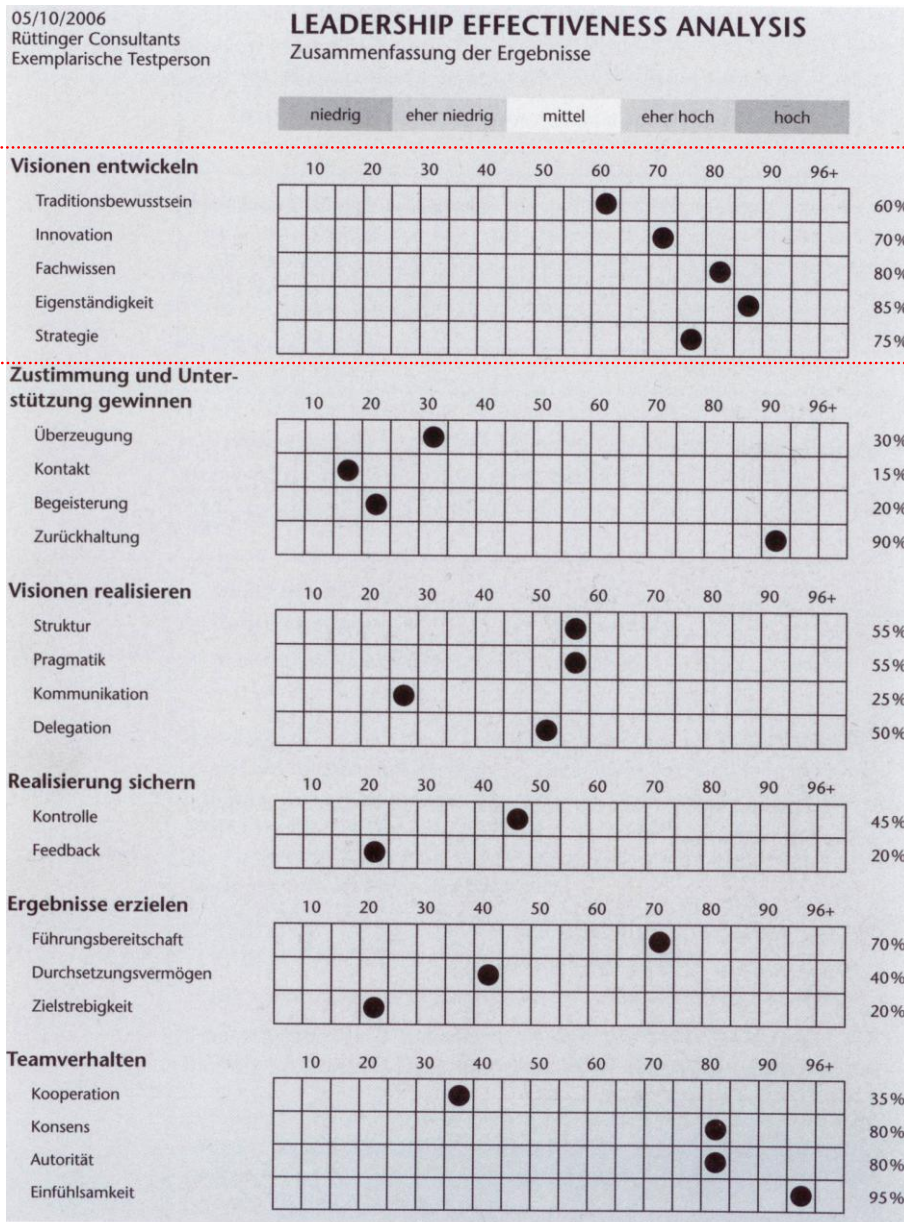 05/10/2006
Rüttinger Consultants
Exemplarische Testperson
LEADERSHIP EFFECTIVENESS ANALYSIS
Zusammenfassung der Ergebnisse
niedrig eher niedrig mittel eher hoch hoch
Visionen entwickeln 10 20 30 40 50 60 70 80 90 96+
Traditionsbewusstsein 60%
Innovation 70%
Fachwissen 80%
Eigenständigkeit 85%
Strategie 75%
Zustimmung und Unter-
stützung gewinnen 10 20 30 40 50 60 70 80 90 96+
Überzeugung 30%
Kontakt 15%
Begeisterung 20%
Zurückhaltung 90%
Visionen realisieren 10 20 30 40 50 60 70 80 90 96+
Struktur 55%
Pragmatik 55%
Kommunikation 25%
Delegation 50%
Realisierung sichern 10 20 30 40 50 60 70 80 90 96+
Kontrolle 45%
Feedback 20%
Ergebnisse erzielen 10 20 30 40 50 60 70 80 90 96+
Führungsbereitschaft 70%
Durchsetzungsvermögen 40%
Zielstrebigkeit 20%
Teamverhalten 10 20 30 40 50 60 70 80 90 96+
Kooperation 35%
Konsens 80%
Autorität 80%
Einfühlsamkeit 95%